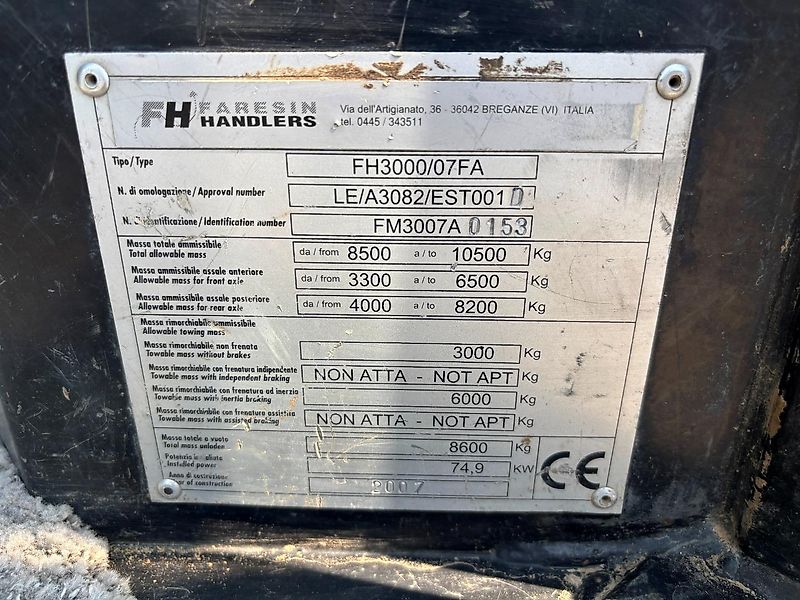 FH FARESIN HANDLERS
Via dell'Artigianato, 36 - 36042 BREGANZE (VI) ITALIA
tel. 0445 / 343511
Tipo/Type FH3000/07FA
N. di omologazione/Approval number LE/A3082/EST001D
N. identificazione/Identification number FM3007A 0153
Massa totale ammissibile
Total allowable mass da / from 8500 a / to 10500 Kg
Massa ammissibile assale anteriore
Allowable mass for front axle da / from 3300 a / to 6500 Kg
Massa ammissibile assale posteriore
Allowable mass for rear axle da / from 4000 a / to 8200 Kg
Massa rimorchiabile ammissibile
Allowable towing mass
Massa rimorchiabile non frenata
Towable mass without brakes 3000 Kg
Massa rimorchiabile con frenatura indipendente
Towable mass with independent braking NON ATTA - NOT APT Kg
Massa rimorchiabile con frenatura ad inerzia
Towable mass with inertia braking 6000 Kg
Massa rimorchiabile con frenatura assistita
Towable mass with assisted braking NON ATTA - NOT APT Kg
Massa totale a vuoto
Total mass unladen 8600 Kg
Potenza installata
Installed power 74,9 KW
Anno di costruzione
Year of construction 2007
CE